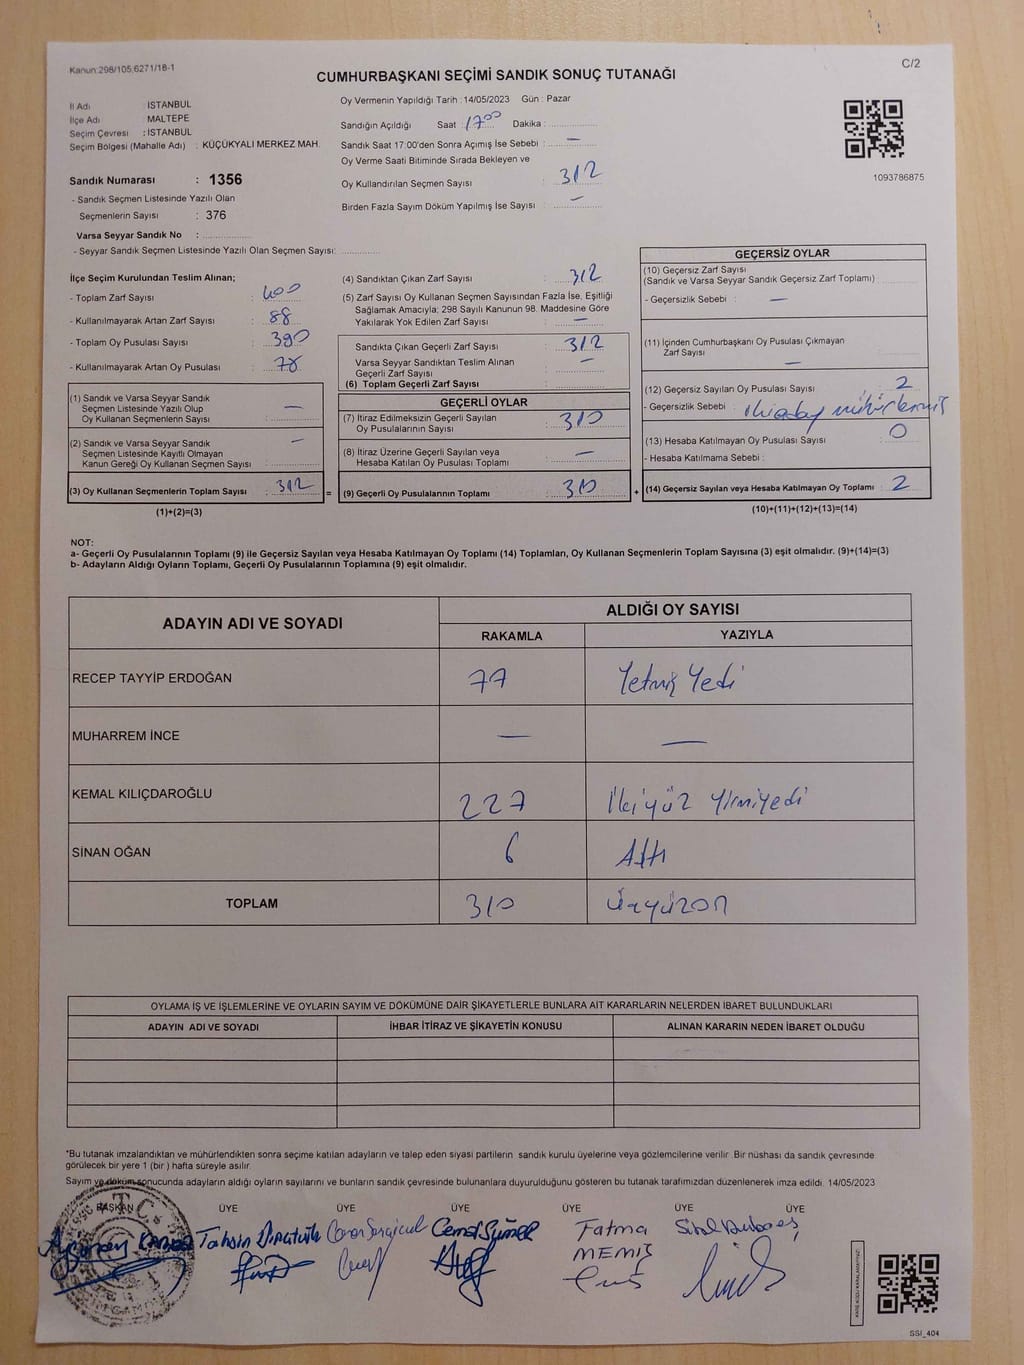 Kanun:298/105,6271/18-1
C/2
CUMHURBAŞKANI SEÇİMİ SANDIK SONUÇ TUTANAĞI
İl Adı : İSTANBUL
İlçe Adı : MALTEPE
Seçim Çevresi : İSTANBUL
Seçim Bölgesi (Mahalle Adı) : KÜÇÜKYALI MERKEZ MAH.
Sandık Numarası : 1356
- Sandık Seçmen Listesinde Yazılı Olan
Seçmenlerin Sayısı : 376
Varsa Seyyar Sandık No :
- Seyyar Sandık Seçmen Listesinde Yazılı Olan Seçmen Sayısı:
Oy Vermenin Yapıldığı Tarih : 14/05/2023 Gün : Pazar
Sandığın Açıldığı Saat : 17:00 Dakika :
Sandık Saat 17:00'den Sonra Açımış İse Sebebi : —
Oy Verme Saati Bitiminde Sırada Bekleyen ve
Oy Kullandırılan Seçmen Sayısı : 312
Birden Fazla Sayım Döküm Yapılmış İse Sayısı : —
1093786875
İlçe Seçim Kurulundan Teslim Alınan;
- Toplam Zarf Sayısı : 400
- Kullanılmayarak Artan Zarf Sayısı : 88
- Toplam Oy Pusulası Sayısı : 390
- Kullanılmayarak Artan Oy Pusulası : 78
(1) Sandık ve Varsa Seyyar Sandık
Seçmen Listesinde Yazılı Olup
Oy Kullanan Seçmenlerin Sayısı : —
(2) Sandık ve Varsa Seyyar Sandık
Seçmen Listesinde Kayıtlı Olmayan
Kanun Gereği Oy Kullanan Seçmen Sayısı : —
(3) Oy Kullanan Seçmenlerin Toplam Sayısı : 312
(1)+(2)=(3)
(4) Sandıktan Çıkan Zarf Sayısı : 312
(5) Zarf Sayısı Oy Kullanan Seçmen Sayısından Fazla İse, Eşitliği
Sağlamak Amacıyla; 298 Sayılı Kanunun 98. Maddesine Göre
Yakılarak Yok Edilen Zarf Sayısı : —
Sandıkta Çıkan Geçerli Zarf Sayısı : 312
Varsa Seyyar Sandıktan Teslim Alınan
Geçerli Zarf Sayısı : —
(6) Toplam Geçerli Zarf Sayısı :
GEÇERLİ OYLAR
(7) İtiraz Edilmeksizin Geçerli Sayılan
Oy Pusulalarının Sayısı : 310
(8) İtiraz Üzerine Geçerli Sayılan veya
Hesaba Katılan Oy Pusulası Toplamı : —
= (9) Geçerli Oy Pusulalarının Toplamı : 310
GEÇERSİZ OYLAR
(10) Geçersiz Zarf Sayısı
(Sandık ve Varsa Seyyar Sandık Geçersiz Zarf Toplamı)
- Geçersizlik Sebebi : —
(11) İçinden Cumhurbaşkanı Oy Pusulası Çıkmayan
Zarf Sayısı —
(12) Geçersiz Sayılan Oy Pusulası Sayısı : 2
- Geçersizlik Sebebi : iki aday mühürlemiş
(13) Hesaba Katılmayan Oy Pusulası Sayısı : 0
- Hesaba Katılmama Sebebi :
+ (14) Geçersiz Sayılan veya Hesaba Katılmayan Oy Toplamı : 2
(10)+(11)+(12)+(13)=(14)
NOT:
a- Geçerli Oy Pusulalarının Toplamı (9) ile Geçersiz Sayılan veya Hesaba Katılmayan Oy Toplamı (14) Toplamları, Oy Kullanan Seçmenlerin Toplam Sayısına (3) eşit olmalıdır. (9)+(14)=(3)
b- Adayların Aldığı Oyların Toplamı, Geçerli Oy Pusulalarının Toplamına (9) eşit olmalıdır.
ADAYIN ADI VE SOYADI
ALDIĞI OY SAYISI
RAKAMLA YAZIYLA
RECEP TAYYİP ERDOĞAN 77 Yetmiş Yedi
MUHARREM İNCE — —
KEMAL KILIÇDAROĞLU 227 İkiyüz yirmiyedi
SİNAN OĞAN 6 Altı
TOPLAM 310 Üçyüzon
OYLAMA İŞ VE İŞLEMLERİNE VE OYLARIN SAYIM VE DÖKÜMÜNE DAİR ŞİKAYETLERLE BUNLARA AİT KARARLARIN NELERDEN İBARET BULUNDUKLARI
ADAYIN ADI VE SOYADI İHBAR İTİRAZ VE ŞİKAYETİN KONUSU ALINAN KARARIN NEDEN İBARET OLDUĞU
*Bu tutanak imzalandıktan ve mühürlendikten sonra seçime katılan adayların ve talep eden siyasi partilerin sandık kurulu üyelerine veya gözlemcilerine verilir. Bir nüshası da sandık çevresinde
görülecek bir yere 1 (bir ) hafta süreyle asılır.
Sayım ve döküm sonucunda adayların aldığı oyların sayılarını ve bunların sandık çevresinde bulunanlara duyurulduğunu gösteren bu tutanak tarafımızdan düzenlenerek imza edildi. 14/05/2023
BAŞKAN ÜYE ÜYE ÜYE ÜYE ÜYE ÜYE
Tahsin Cemal Fatma Sibel
MEMİŞ
SSİ_404